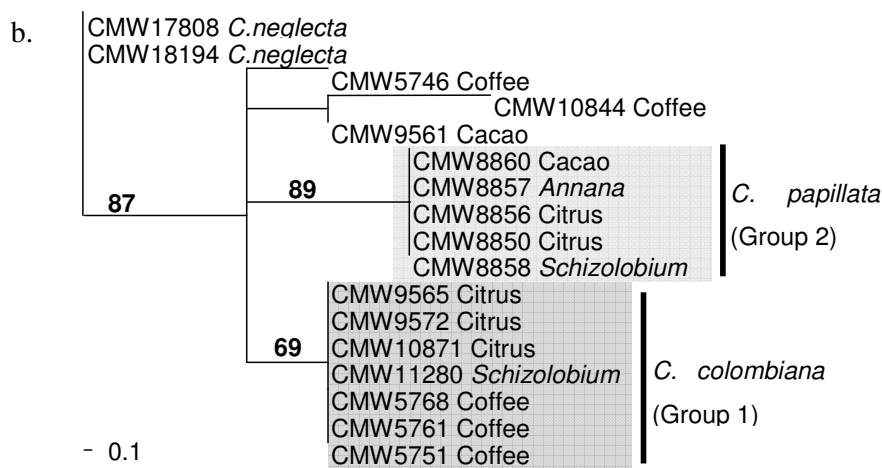 b.
CMW17808 C.neglecta
CMW18194 C.neglecta
CMW5746 Coffee
CMW10844 Coffee
CMW9561 Cacao
CMW8860 Cacao
CMW8857 Annana
CMW8856 Citrus
CMW8850 Citrus
CMW8858 Schizolobium
89
87
C. papillata
(Group 2)
CMW9565 Citrus
CMW9572 Citrus
CMW10871 Citrus
CMW11280 Schizolobium
CMW5768 Coffee
CMW5761 Coffee
CMW5751 Coffee
69
C. colombiana
(Group 1)
0.1